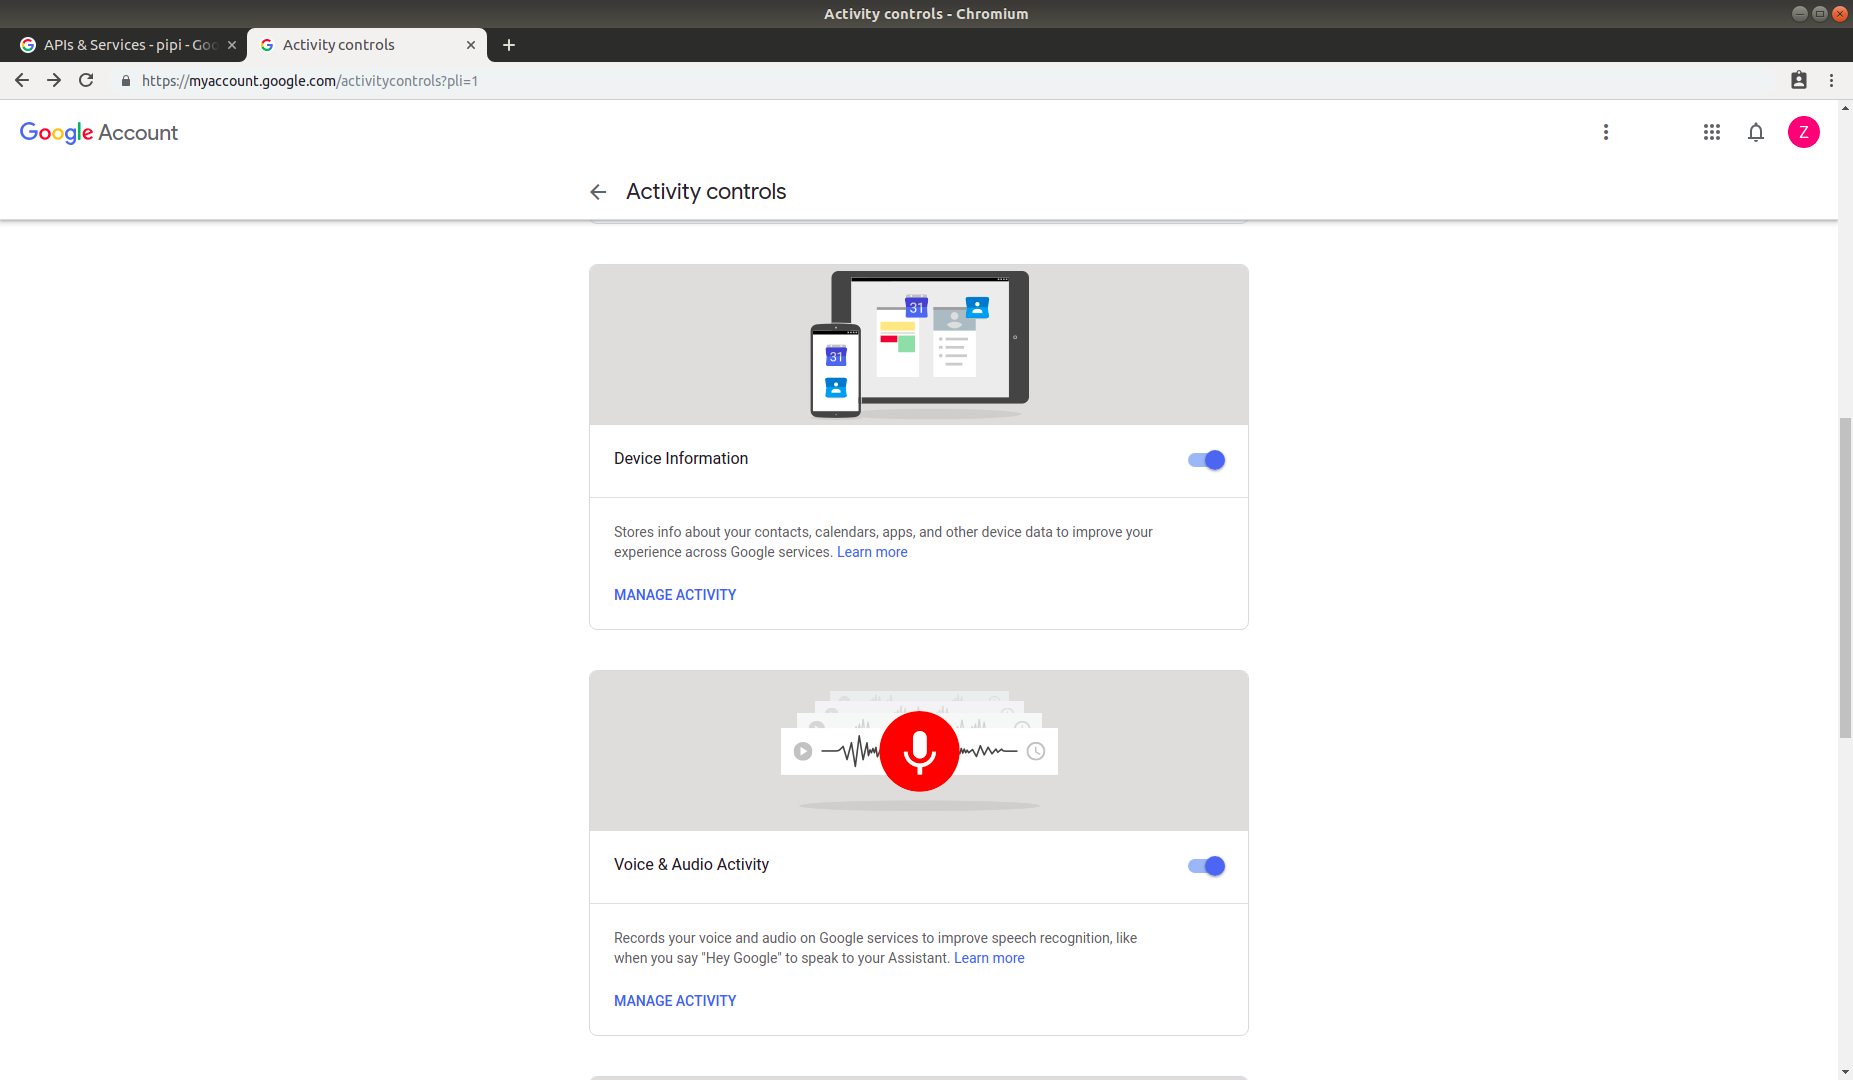 Activity controls - Chromium
APIs & Services - pipi - Goo
Activity controls
https://myaccount.google.com/activitycontrols?pli=1
Google Account
Z
Activity controls
31
31
Device Information
Stores info about your contacts, calendars, apps, and other device data to improve your
experience across Google services. Learn more
MANAGE ACTIVITY
Voice & Audio Activity
Records your voice and audio on Google services to improve speech recognition, like
when you say "Hey Google" to speak to your Assistant. Learn more
MANAGE ACTIVITY